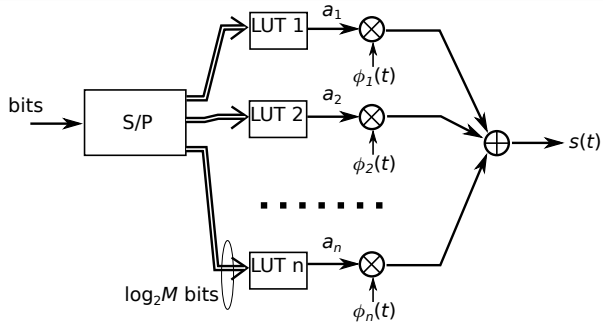 bits
S/P
LUT 1
a₁
ϕ₁(t)
LUT 2
a₂
ϕ₂(t)
s(t)
LUT n
aₙ
ϕₙ(t)
log₂M bits